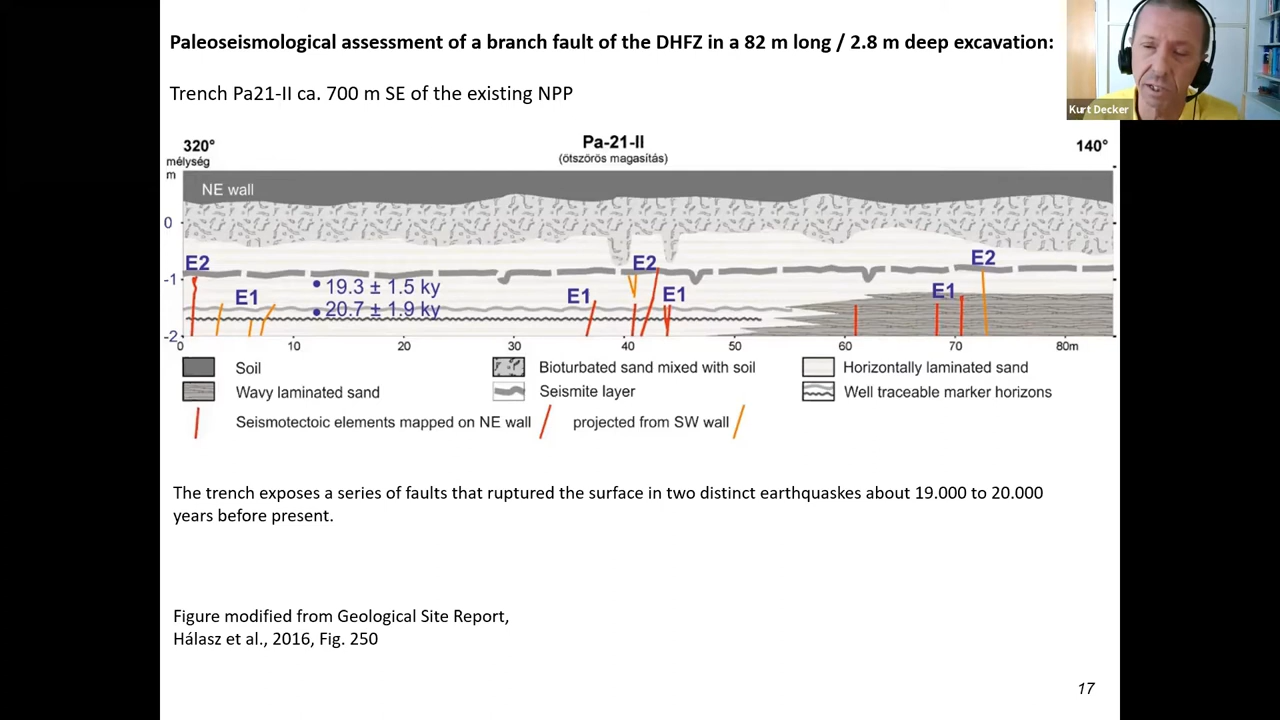 Paleoseismological assessment of a branch fault of the DHFZ in a 82 m long / 2.8 m deep excavation:
Kurt Decker
Trench Pa21-II ca. 700 m SE of the existing NPP
320°
Pa-21-II
140°
mélység
(ötszörös magasítás)
m
NE wall
0
E2
E2
E2
-1
E1
19.3 ± 1.5 ky
E1
E1
E1
20.7 ± 1.9 ky
-2
0
10
20
30
40
50
60
70
80m
Soil
Bioturbated sand mixed with soil
Horizontally laminated sand
Wavy laminated sand
Seismite layer
Well traceable marker horizons
Seismotectoic elements mapped on NE wall
projected from SW wall
The trench exposes a series of faults that ruptured the surface in two distinct earthquaskes about 19.000 to 20.000
years before present.
Figure modified from Geological Site Report,
Hálasz et al., 2016, Fig. 250
17